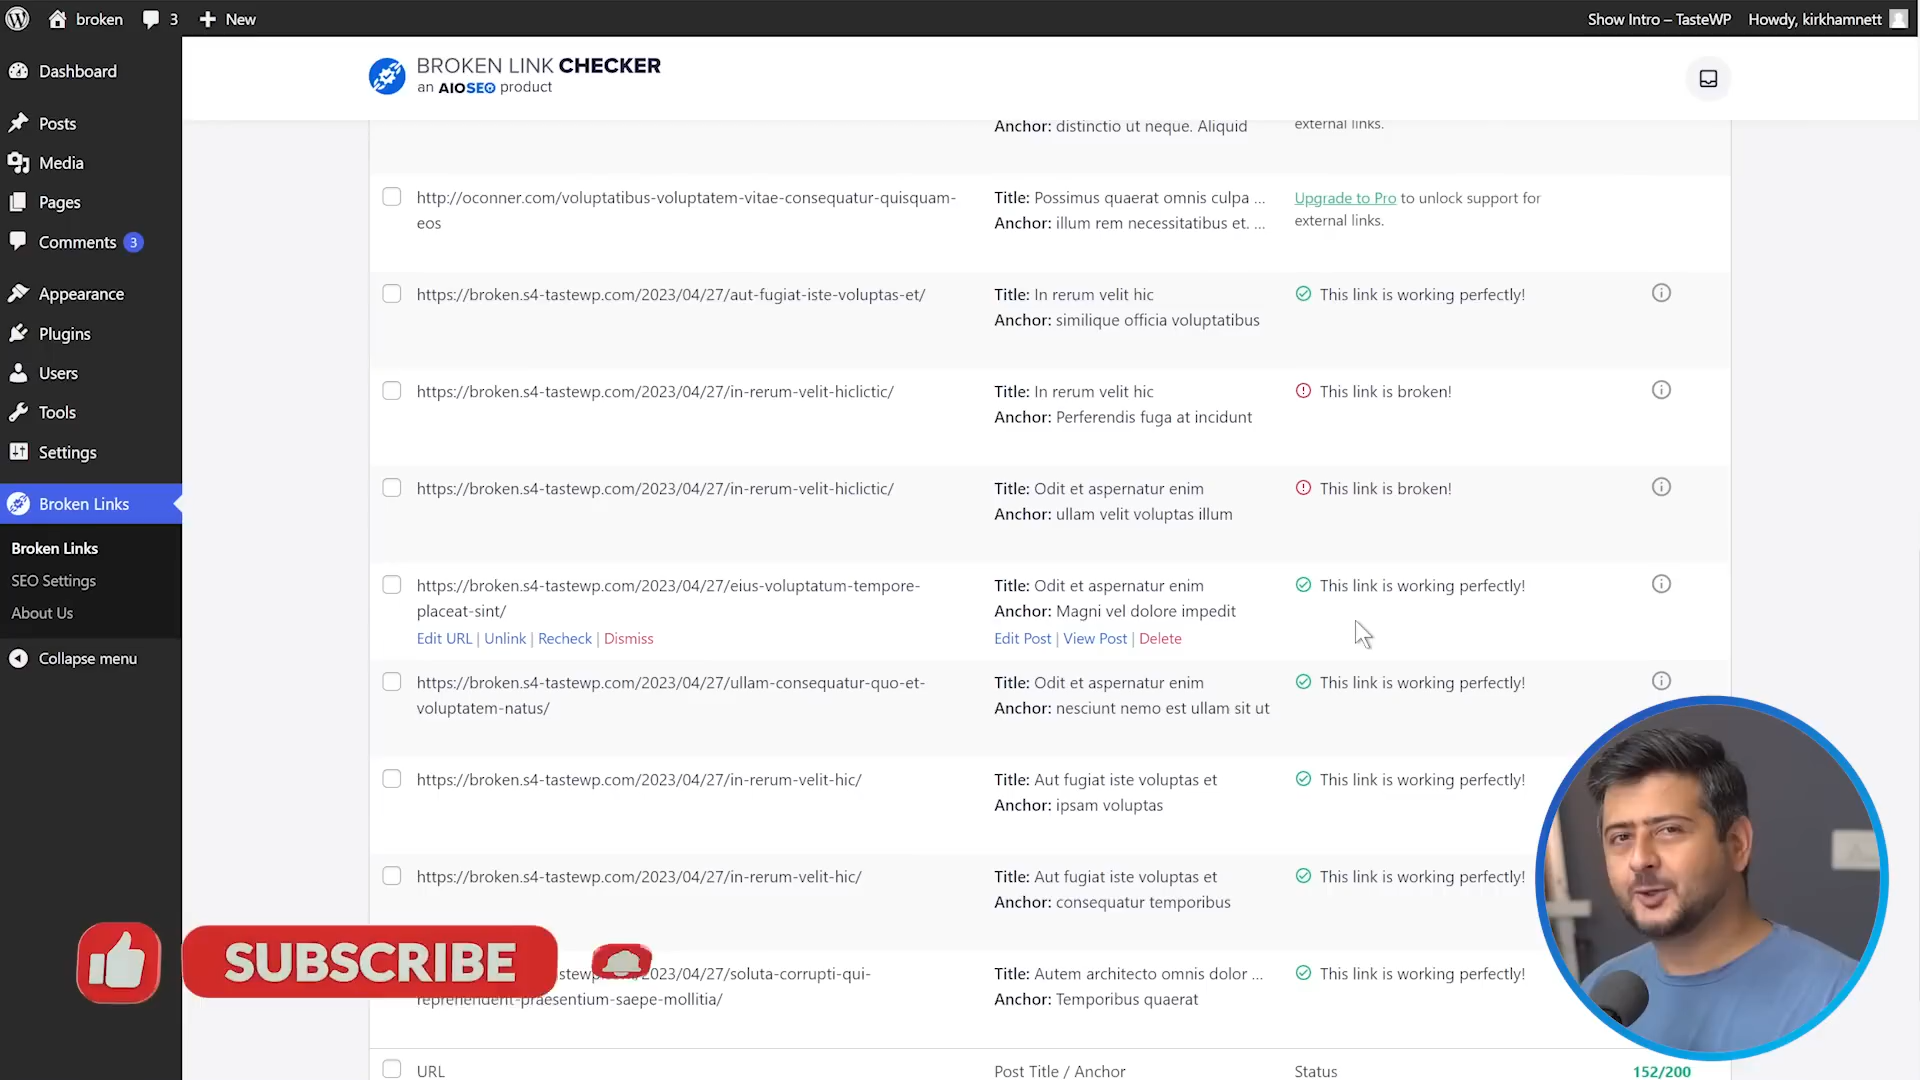 broken
3
New
Show Intro – TasteWP
Howdy, kirkhamnett
Dashboard
Posts
Media
Pages
Comments 3
Appearance
Plugins
Users
Tools
Settings
Broken Links
Broken Links
SEO Settings
About Us
Collapse menu
BROKEN LINK CHECKER
an AIOSEO product
Anchor: distinctio ut neque. Aliquid
external links.
http://oconner.com/voluptatibus-voluptatem-vitae-consequatur-quisquam-
eos
Title: Possimus quaerat omnis culpa ...
Anchor: illum rem necessitatibus et. ...
Upgrade to Pro to unlock support for
external links.
https://broken.s4-tastewp.com/2023/04/27/aut-fugiat-iste-voluptas-et/
Title: In rerum velit hic
Anchor: similique officia voluptatibus
This link is working perfectly!
https://broken.s4-tastewp.com/2023/04/27/in-rerum-velit-hiclictic/
Title: In rerum velit hic
Anchor: Perferendis fuga at incidunt
This link is broken!
https://broken.s4-tastewp.com/2023/04/27/in-rerum-velit-hiclictic/
Title: Odit et aspernatur enim
Anchor: ullam velit voluptas illum
This link is broken!
https://broken.s4-tastewp.com/2023/04/27/eius-voluptatum-tempore-
placeat-sint/
Edit URL | Unlink | Recheck | Dismiss
Title: Odit et aspernatur enim
Anchor: Magni vel dolore impedit
Edit Post | View Post | Delete
This link is working perfectly!
https://broken.s4-tastewp.com/2023/04/27/ullam-consequatur-quo-et-
voluptatem-natus/
Title: Odit et aspernatur enim
Anchor: nesciunt nemo est ullam sit ut
This link is working perfectly!
https://broken.s4-tastewp.com/2023/04/27/in-rerum-velit-hic/
Title: Aut fugiat iste voluptas et
Anchor: ipsam voluptas
This link is working perfectly!
https://broken.s4-tastewp.com/2023/04/27/in-rerum-velit-hic/
Title: Aut fugiat iste voluptas et
Anchor: consequatur temporibus
This link is working perfectly!
SUBSCRIBE
/04/27/soluta-corrupti-qui-
reprehenderit-praesentium-saepe-mollitia/
Title: Autem architecto omnis dolor ...
Anchor: Temporibus quaerat
This link is working perfectly!
URL
Post Title / Anchor
Status
152/200